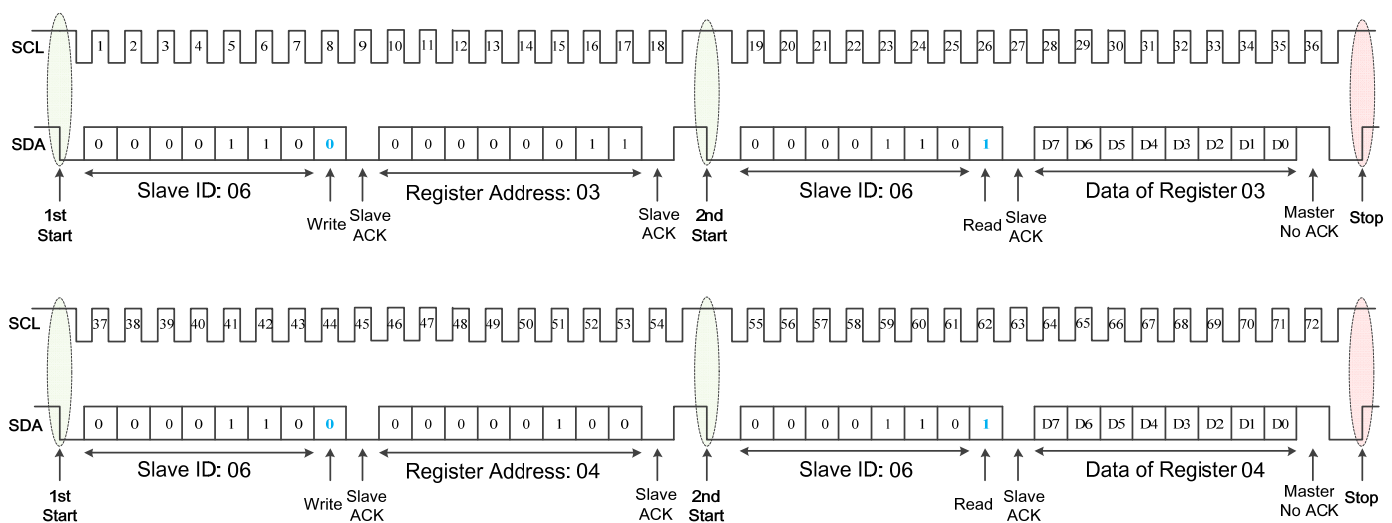 SCL 1 2 3 4 5 6 7 8 9 10 11 12 13 14 15 16 17 18 19 20 21 22 23 24 25 26 27 28 29 30 31 32 33 34 35 36
SDA 0 0 0 0 1 1 0 0 0 0 0 0 0 0 1 1 0 0 0 0 1 1 0 1 D7 D6 D5 D4 D3 D2 D1 D0
Slave ID: 06 Register Address: 03 Slave ID: 06 Data of Register 03
1st Write Slave Slave 2nd Read Slave Master Stop
Start ACK ACK Start ACK No ACK
SCL 37 38 39 40 41 42 43 44 45 46 47 48 49 50 51 52 53 54 55 56 57 58 59 60 61 62 63 64 65 66 67 68 69 70 71 72
SDA 0 0 0 0 1 1 0 0 0 0 0 0 0 1 0 0 0 0 0 0 1 1 0 1 D7 D6 D5 D4 D3 D2 D1 D0
Slave ID: 06 Register Address: 04 Slave ID: 06 Data of Register 04
1st Write Slave Slave 2nd Read Slave Master Stop
Start ACK ACK Start ACK No ACK